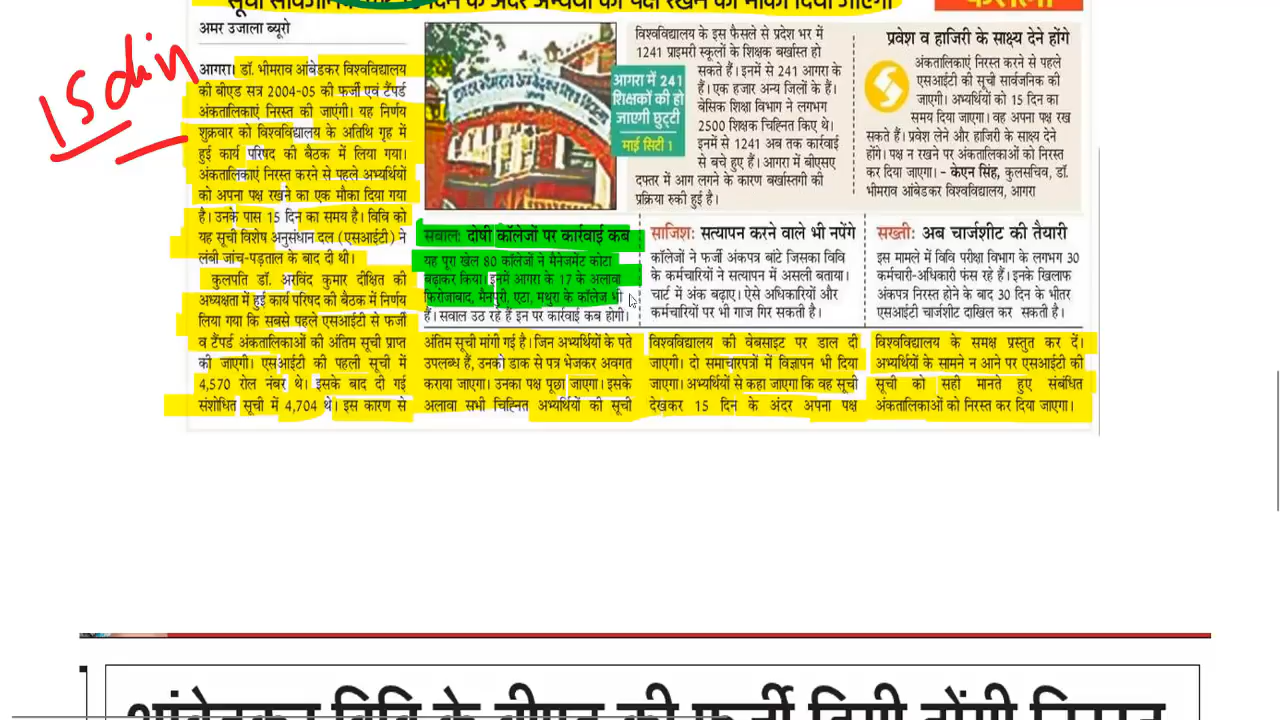 सूची सार्वजनिक दिन के अंदर अभ्यर्थी को पक्ष रखने का मौका दिया जाएगा
फैसला
15 din
अमर उजाला ब्यूरो
आगरा। डॉ. भीमराव आंबेडकर विश्वविद्यालय
की बीएड सत्र 2004-05 की फर्जी एवं टैंपर्ड
अंकतालिकाएं निरस्त की जाएंगी। यह निर्णय
शुक्रवार को विश्वविद्यालय के अतिथि गृह में
हुई कार्य परिषद की बैठक में लिया गया।
अंकतालिकाएं निरस्त करने से पहले अभ्यर्थियों
को अपना पक्ष रखने का एक मौका दिया गया
है। उनके पास 15 दिन का समय है। विवि को
यह सूची विशेष अनुसंधान दल (एसआईटी) ने
लंबी जांच-पड़ताल के बाद दी थी।
कुलपति डॉ. अरविंद कुमार दीक्षित की
अध्यक्षता में हुई कार्य परिषद की बैठक में निर्णय
लिया गया कि सबसे पहले एसआईटी से फर्जी
व टैंपर्ड अंकतालिकाओं की अंतिम सूची प्राप्त
की जाएगी। एसआईटी की पहली सूची में
4,570 रोल नंबर थे। इसके बाद दी गई
संशोधित सूची में 4,704 थे। इस कारण से
आगरा में 241
शिक्षकों की हो
जाएगी छुट्टी
माई सिटी 1
विश्वविद्यालय के इस फैसले से प्रदेश भर में
1241 प्राइमरी स्कूलों के शिक्षक बर्खास्त हो
सकते हैं। इनमें से 241 आगरा के
हैं। एक हजार अन्य जिलों के हैं।
बेसिक शिक्षा विभाग ने लगभग
2500 शिक्षक चिह्नित किए थे।
इनमें से 1241 अब तक कार्रवाई
से बचे हुए हैं। आगरा में बीएसए
दफ्तर में आग लगने के कारण बर्खास्तगी की
प्रक्रिया रुकी हुई है।
प्रवेश व हाजिरी के साक्ष्य देने होंगे
अंकतालिकाएं निरस्त करने से पहले
एसआईटी की सूची सार्वजनिक की
जाएगी। अभ्यर्थियों को 15 दिन का
समय दिया जाएगा। वह अपना पक्ष रख
सकते हैं। प्रवेश लेने और हाजिरी के साक्ष्य देने
होंगे। पक्ष न रखने पर अंकतालिकाओं को निरस्त
कर दिया जाएगा। - केएन सिंह, कुलसचिव, डॉ.
भीमराव आंबेडकर विश्वविद्यालय, आगरा
सवाल: दोषी कॉलेजों पर कार्रवाई कब
यह पूरा खेल 80 कॉलेजों ने मैनेजमेंट कोटा
बढ़ाकर किया। इनमें आगरा के 17 के अलावा
फिरोजाबाद, मैनपुरी, एटा, मथुरा के कॉलेज भी
हैं। सवाल उठ रहे हैं इन पर कार्रवाई कब होगी।
साजिश: सत्यापन करने वाले भी नपेंगे
कॉलेजों ने फर्जी अंकपत्र बांटे जिसका विवि
के कर्मचारियों ने सत्यापन में असली बताया।
चार्ट में अंक बढ़ाए। ऐसे अधिकारियों और
कर्मचारियों पर भी गाज गिर सकती है।
सख्ती: अब चार्जशीट की तैयारी
इस मामले में विवि परीक्षा विभाग के लगभग 30
कर्मचारी-अधिकारी फंस रहे हैं। इनके खिलाफ
अंकपत्र निरस्त होने के बाद 30 दिन के भीतर
एसआईटी चार्जशीट दाखिल कर सकती है।
अंतिम सूची मांगी गई है। जिन अभ्यर्थियों के पते
उपलब्ध हैं, उनको डाक से पत्र भेजकर अवगत
कराया जाएगा। उनका पक्ष पूछा जाएगा। इसके
अलावा सभी चिह्नित अभ्यर्थियों की सूची
विश्वविद्यालय की वेबसाइट पर डाल दी
जाएगी। दो समाचारपत्रों में विज्ञापन भी दिया
जाएगा। अभ्यर्थियों से कहा जाएगा कि वह सूची
देखकर 15 दिन के अंदर अपना पक्ष
विश्वविद्यालय के समक्ष प्रस्तुत कर दें।
अभ्यर्थियों के सामने न आने पर एसआईटी की
सूची को सही मानते हुए संबंधित
अंकतालिकाओं को निरस्त कर दिया जाएगा।
आंबेडकर विवि के बीएड की फर्जी डिग्री होंगी निरस्त